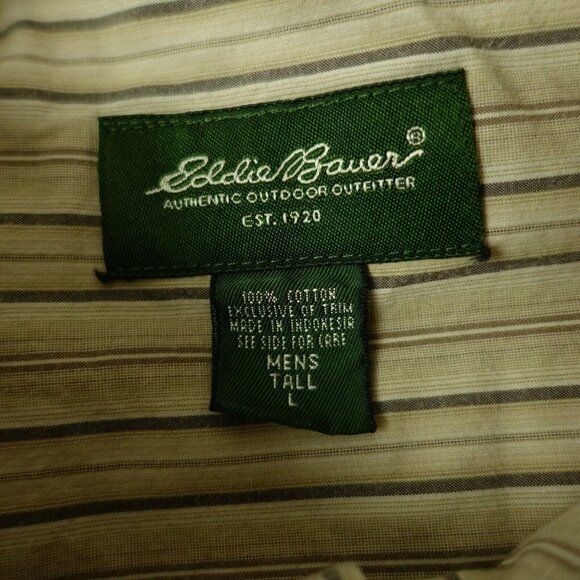 Eddie Bauer®
AUTHENTIC OUTDOOR OUTFITTER
EST. 1920
100% COTTON
EXCLUSIVE OF TRIM
MADE IN INDONESIA
SEE SIDE FOR CARE
MENS
TALL
L